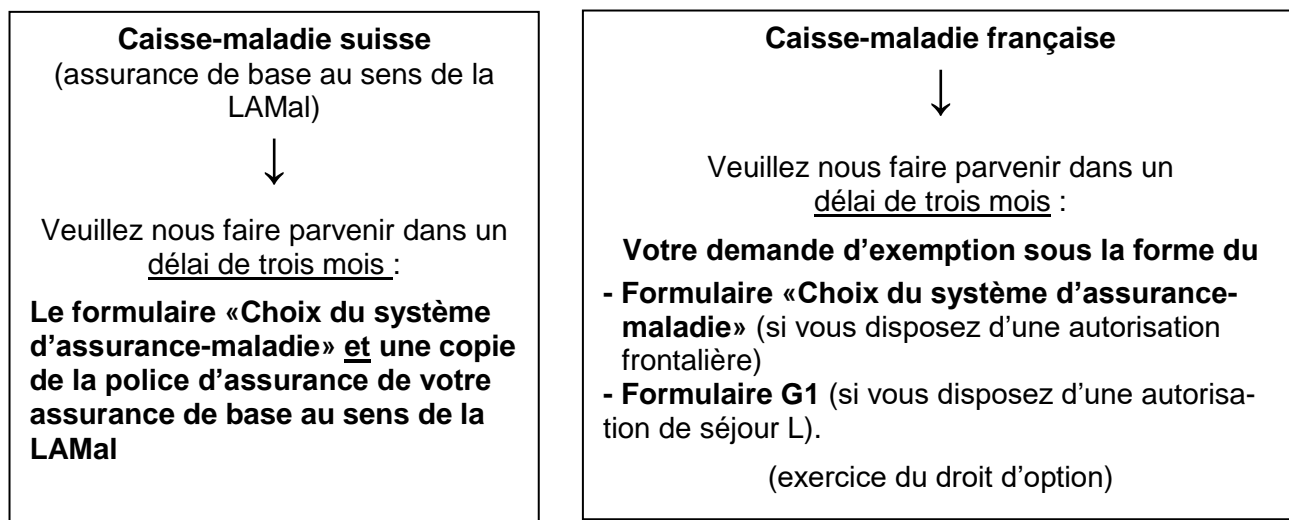 Caisse-maladie suisse
(assurance de base au sens de la
LAMal)
↓
Veuillez nous faire parvenir dans un
délai de trois mois :
Le formulaire «Choix du système
d’assurance-maladie» et une copie
de la police d’assurance de votre
assurance de base au sens de la
LAMal
Caisse-maladie française
↓
Veuillez nous faire parvenir dans un
délai de trois mois :
Votre demande d’exemption sous la forme du
- Formulaire «Choix du système d’assurance-
maladie» (si vous disposez d’une autorisation
frontalière)
- Formulaire G1 (si vous disposez d’une autorisa-
tion de séjour L).
(exercice du droit d’option)